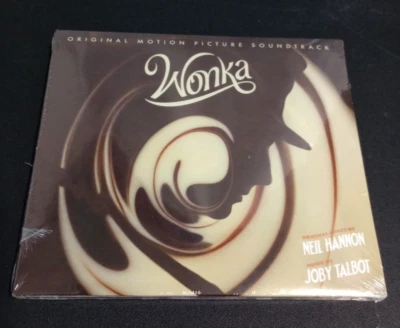 ORIGINAL MOTION PICTURE SOUNDTRACK
Wonka
NEIL HANNON
JOBY TALBOT